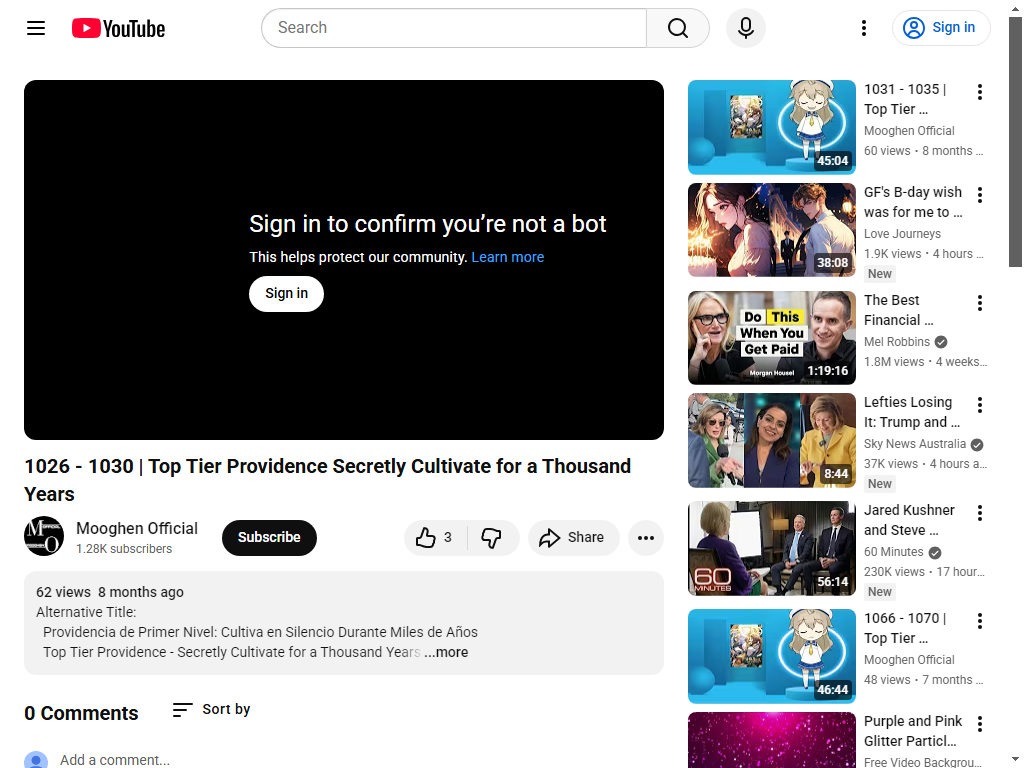 YouTube
Search
Sign in
Sign in to confirm you’re not a bot
This helps protect our community. Learn more
Sign in
1026 - 1030 | Top Tier Providence Secretly Cultivate for a Thousand
Years
Mooghen Official
1.28K subscribers
Subscribe
3
Share
62 views 8 months ago
Alternative Title:
Providencia de Primer Nivel: Cultiva en Silencio Durante Miles de Años
Top Tier Providence - Secretly Cultivate for a Thousand Years ...more
0 Comments
Sort by
Add a comment...
45:04
1031 - 1035 |
Top Tier ...
Mooghen Official
60 views • 8 months ...
38:08
GF's B-day wish
was for me to ...
Love Journeys
1.9K views • 4 hours ...
New
Do This
When You
Get Paid
Morgan Housel
1:19:16
The Best
Financial ...
Mel Robbins
1.8M views • 4 weeks...
8:44
Lefties Losing
It: Trump and ...
Sky News Australia
37K views • 4 hours a...
New
60
MINUTES
56:14
Jared Kushner
and Steve ...
60 Minutes
230K views • 17 hour...
New
46:44
1066 - 1070 |
Top Tier ...
Mooghen Official
48 views • 7 months ...
Purple and Pink
Glitter Particl...
Free Video Backgrou...